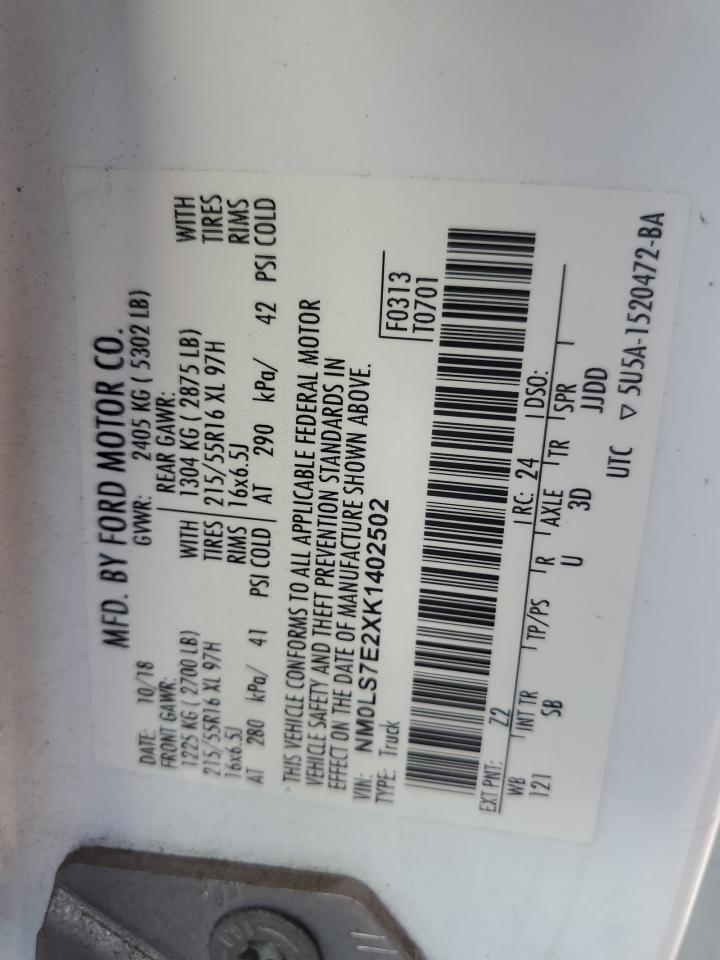 MFD. BY FORD MOTOR CO.
DATE: 10/18 GVWR: 2405 KG ( 5302 LB)
FRONT GAWR: REAR GAWR:
1225 KG ( 2700 LB) WITH 1304 KG ( 2875 LB) WITH
215/55R16 XL 97H TIRES 215/55R16 XL 97H TIRES
16x6.5J RIMS 16x6.5J RIMS
AT 280 kPa/ 41 PSI COLD AT 290 kPa/ 42 PSI COLD
THIS VEHICLE CONFORMS TO ALL APPLICABLE FEDERAL MOTOR
VEHICLE SAFETY AND THEFT PREVENTION STANDARDS IN
EFFECT ON THE DATE OF MANUFACTURE SHOWN ABOVE.
VIN: NM0LS7E2XK1402502
TYPE: Truck
F0313
T0701
EXT PNT: Z2 RC: 24 DSO:
WB INT TR TP/PS R AXLE TR SPR
121 SB U 3D JJDD
UTC ▽ 5U5A-1520472-BA